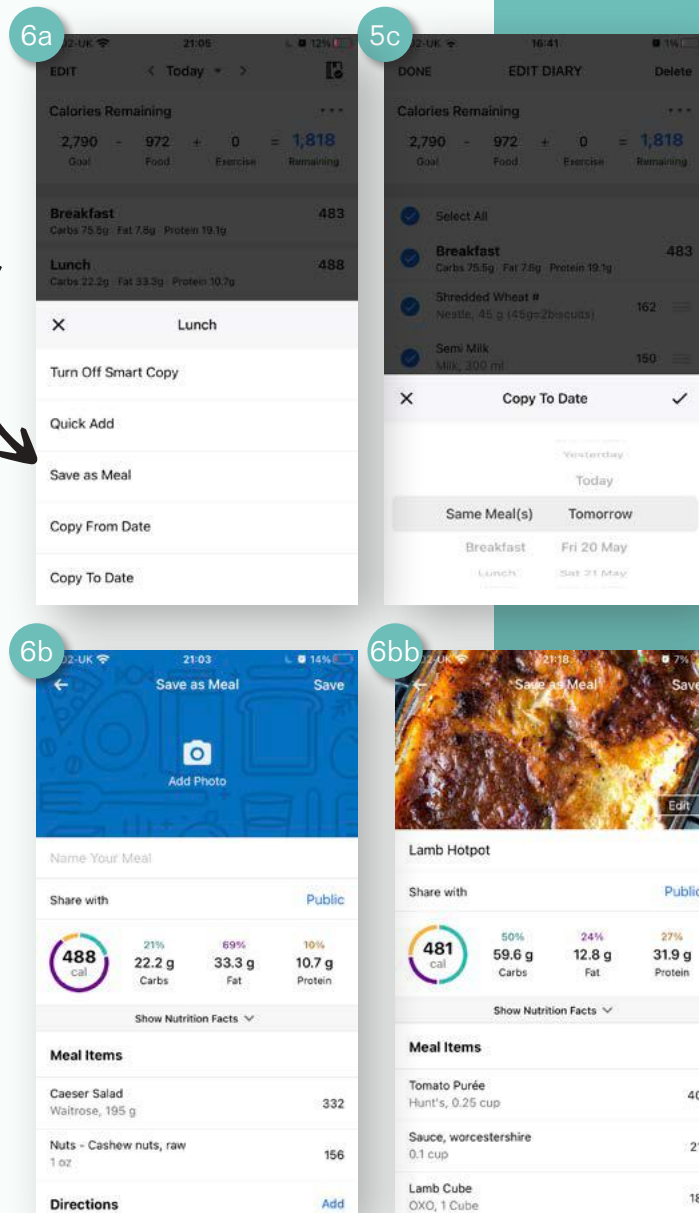 6a
02-UK 21:05 12%
EDIT < Today >
Calories Remaining ...
2,790 - 972 + 0 = 1,818
Goal Food Exercise Remaining
Breakfast 483
Carbs 75.5g Fat 7.6g Protein 19.1g
Lunch 488
Carbs 22.2g Fat 33.3g Protein 10.7g
× Lunch
Turn Off Smart Copy
Quick Add
Save as Meal
Copy From Date
Copy To Date
5c
02-UK 16:41 1%
DONE EDIT DIARY Delete
Calories Remaining ...
2,790 - 972 + 0 = 1,818
Goal Food Exercise Remaining
Select All
Breakfast 483
Carbs 75.5g Fat 7.6g Protein 19.1g
Shredded Wheat # 162
Nestle, 45 g (45g=2biscuits)
Semi Milk 150
Milk, 300 ml
× Copy To Date ✓
Yesterday
Today
Same Meal(s) Tomorrow
Breakfast Fri 20 May
Lunch Sat 21 May
6b
02-UK 21:03 14%
← Save as Meal Save
Add Photo
Name Your Meal
Share with Public
488 21% 69% 10%
cal 22.2 g 33.3 g 10.7 g
Carbs Fat Protein
Show Nutrition Facts
Meal Items
Caeser Salad 332
Waitrose, 195 g
Nuts - Cashew nuts, raw 156
1 oz
Directions Add
6bb
02-UK 21:18 7%
← Save as Meal Save
Edit
Lamb Hotpot
Share with Public
481 50% 24% 27%
cal 59.6 g 12.8 g 31.9 g
Carbs Fat Protein
Show Nutrition Facts
Meal Items
Tomato Purée 40
Hunt's, 0.25 cup
Sauce, worcestershire
0.1 cup
Lamb Cube 18
OXO, 1 Cube